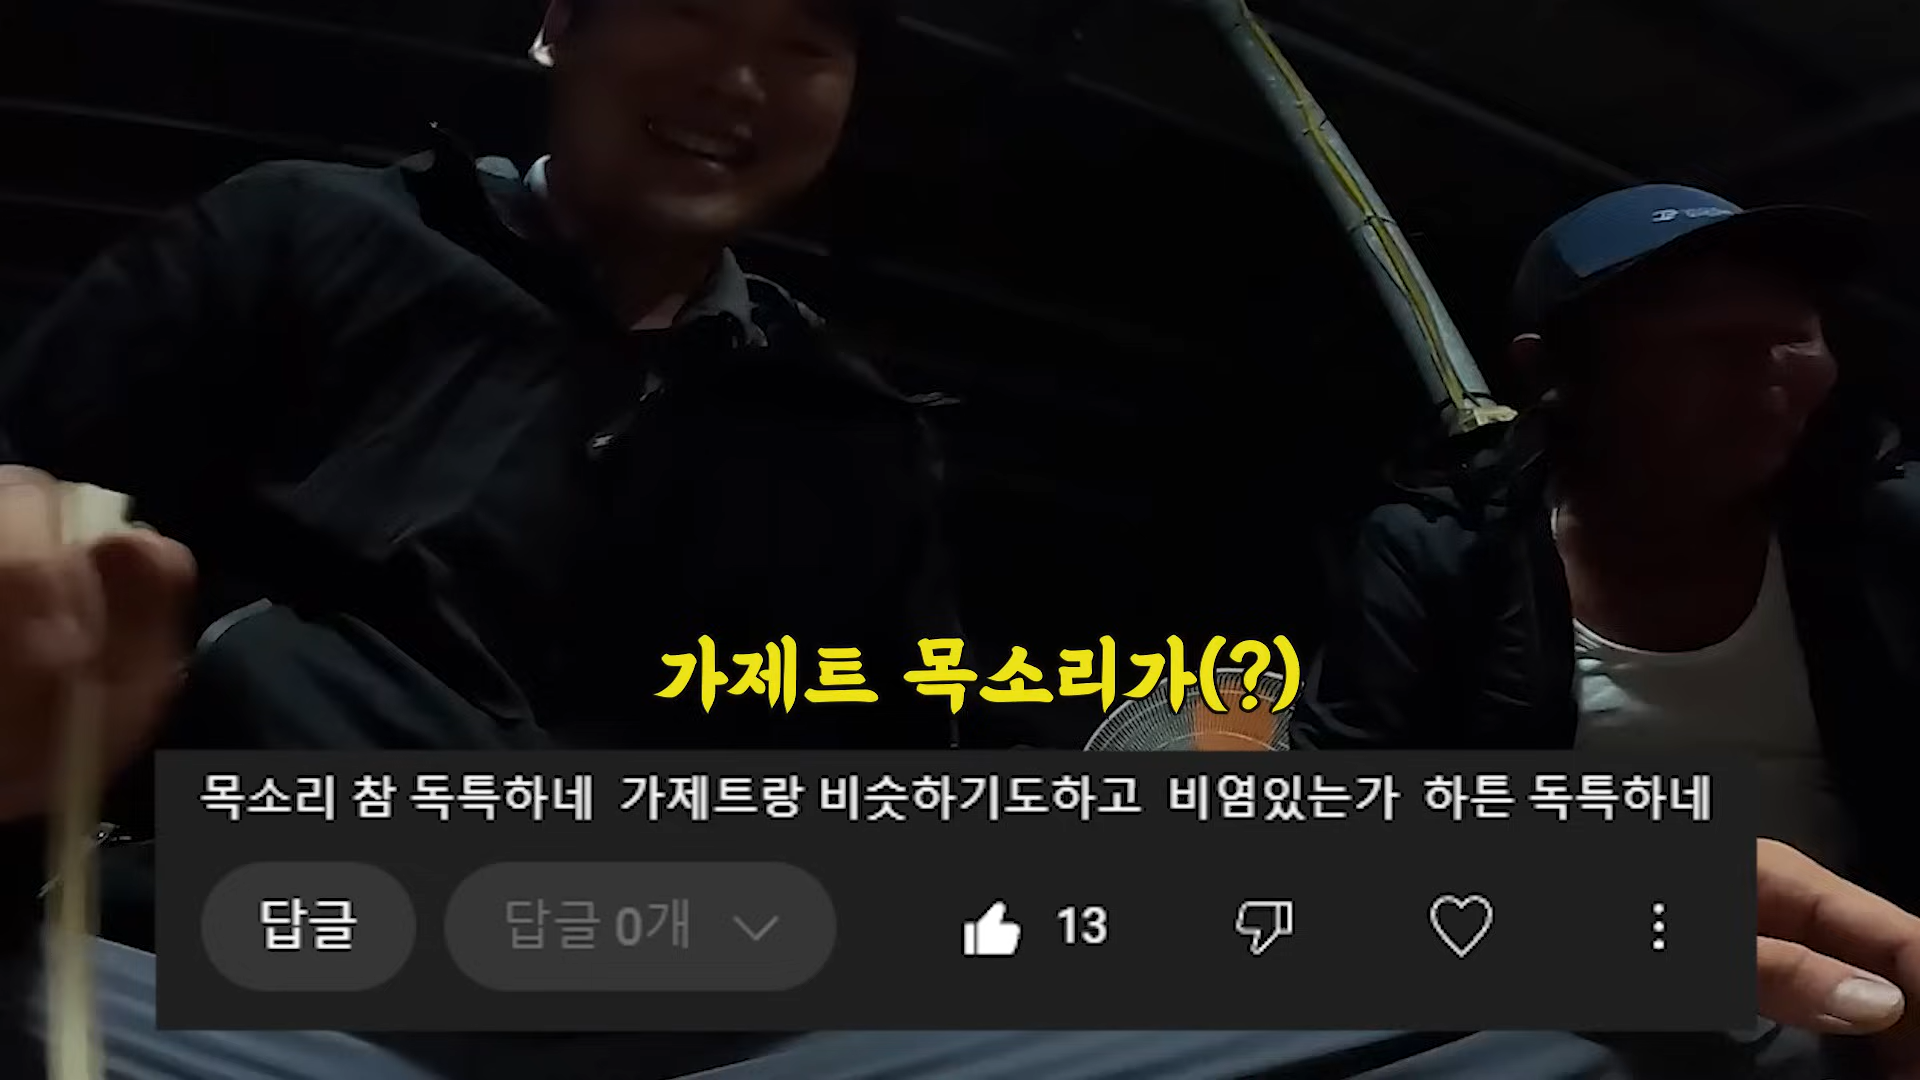 가제트 목소리가(?)
목소리 참 독특하네 가제트랑 비슷하기도하고 비염있는가 하튼 독특하네
답글
답글 0개
13